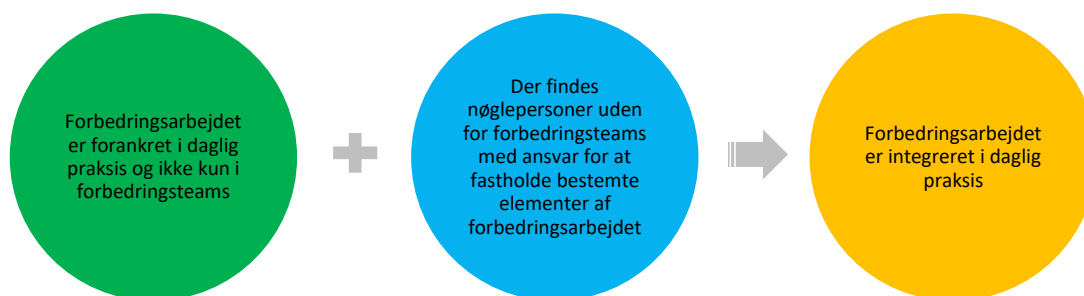 Forbedringsarbejdet
er forankret i daglig
praksis og ikke kun i
forbedringsteams
Der findes
nøglepersoner uden
for forbedringsteams
med ansvar for at
fastholde bestemte
elementer af
forbedringsarbejdet
Forbedringsarbejdet
er integreret i daglig
praksis